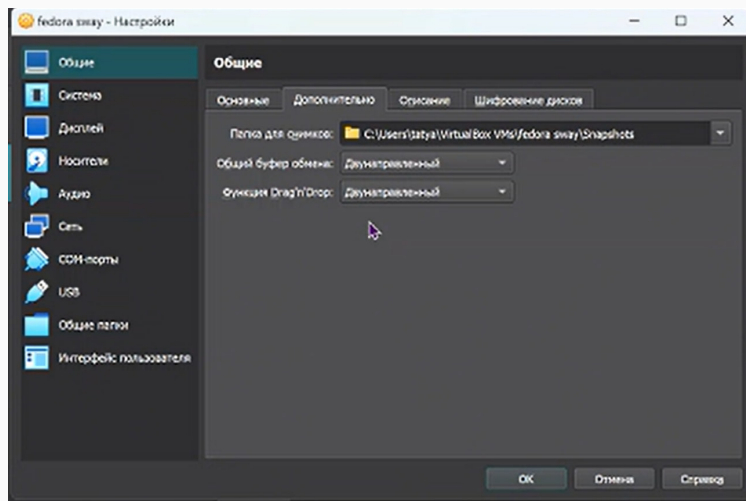 fedora sway - Настройки
Общие
Система
Дисплей
Носители
Аудио
Сеть
COM-порты
USB
Общие папки
Интерфейс пользователя
Общие
Основные Дополнительно Описание Шифрование дисков
Папка для снимков: C:\Users\tatya\VirtualBox VMs\fedora sway\Snapshots
Общий буфер обмена: Двунаправленный
Функция Drag'n'Drop: Двунаправленный
OK Отмена Справка